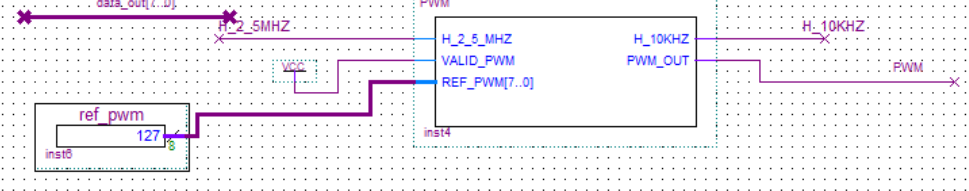 data_out[7..0]
PWM
H_2_5MHZ
H_10KHZ
H_2_5_MHZ
H_10KHZ
VCC
VALID_PWM
PWM_OUT
PWM
REF_PWM[7..0]
ref_pwm
127
8
inst6
inst4